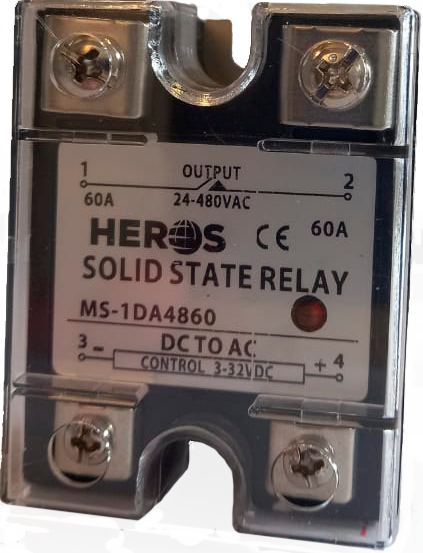 1 OUTPUT 2
60A 24-480VAC 60A
HEROS CE
SOLID STATE RELAY
MS-1DA4860
3 - DC TO AC + 4
CONTROL 3-32VDC